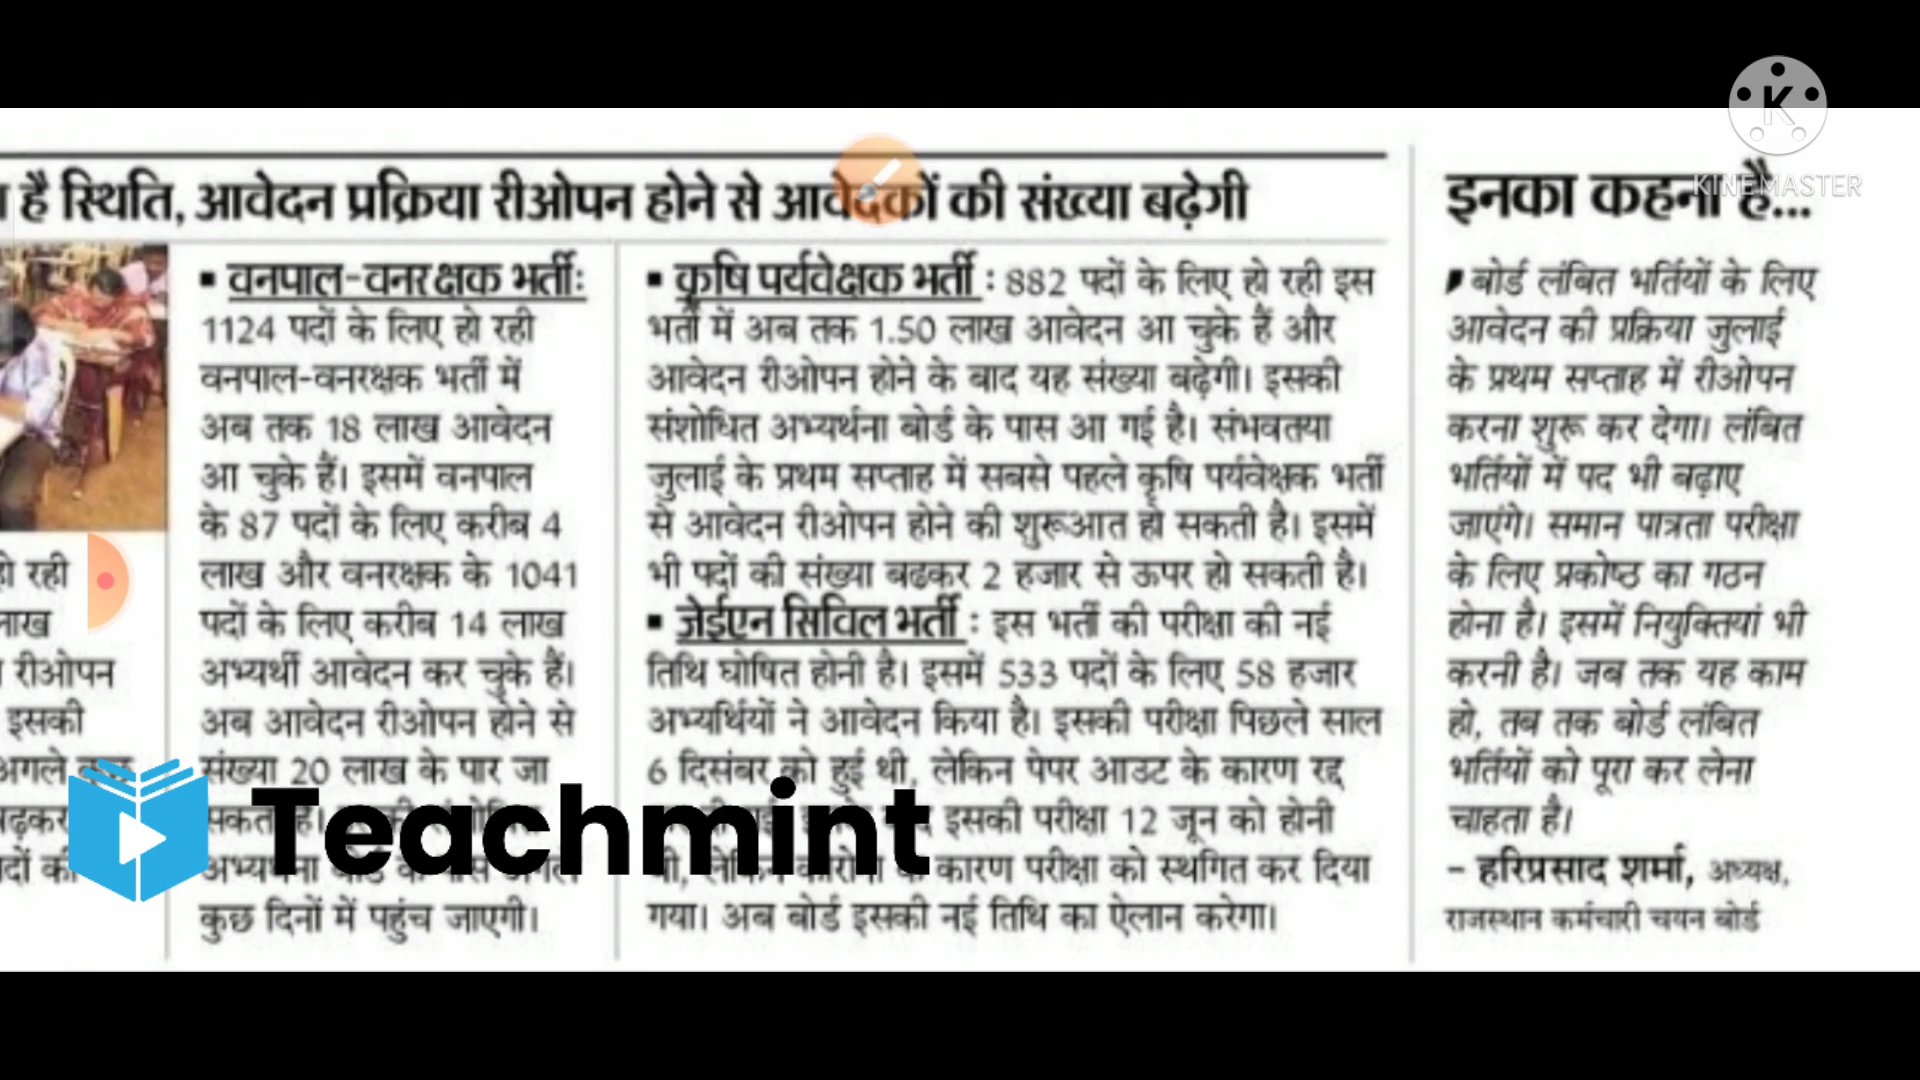 है स्थिति, आवेदन प्रक्रिया रीओपन होने से आवेदकों की संख्या बढ़ेगी
हो रही
लाख
रीओपन
इसकी
अगले
बढ़कर
पदों की
▪ वनपाल-वनरक्षक भर्ती:
1124 पदों के लिए हो रही
वनपाल-वनरक्षक भर्ती में
अब तक 18 लाख आवेदन
आ चुके हैं। इसमें वनपाल
के 87 पदों के लिए करीब 4
लाख और वनरक्षक के 1041
पदों के लिए करीब 14 लाख
अभ्यर्थी आवेदन कर चुके हैं।
अब आवेदन रीओपन होने से
संख्या 20 लाख के पार जा
कुछ दिनों में पहुंच जाएगी।
▪ कृषि पर्यवेक्षक भर्ती : 882 पदों के लिए हो रही इस
भर्ती में अब तक 1.50 लाख आवेदन आ चुके हैं और
आवेदन रीओपन होने के बाद यह संख्या बढ़ेगी। इसकी
संशोधित अभ्यर्थना बोर्ड के पास आ गई है। संभवतया
जुलाई के प्रथम सप्ताह में सबसे पहले कृषि पर्यवेक्षक भर्ती
से आवेदन रीओपन होने की शुरूआत हो सकती है। इसमें
भी पदों की संख्या बढकर 2 हजार से ऊपर हो सकती है।
▪ जेईएन सिविल भर्ती : इस भर्ती की परीक्षा की नई
तिथि घोषित होनी है। इसमें 533 पदों के लिए 58 हजार
अभ्यर्थियों ने आवेदन किया है। इसकी परीक्षा पिछले साल
6 दिसंबर को हुई थी, लेकिन पेपर आउट के कारण रद्द
इसकी परीक्षा 12 जून को होनी
कारण परीक्षा को स्थगित कर दिया
गया। अब बोर्ड इसकी नई तिथि का ऐलान करेगा।
इनका कहना है...
बोर्ड लंबित भर्तियों के लिए
आवेदन की प्रक्रिया जुलाई
के प्रथम सप्ताह में रीओपन
करना शुरू कर देगा। लंबित
भर्तियों में पद भी बढ़ाए
जाएंगे। समान पात्रता परीक्षा
के लिए प्रकोष्ठ का गठन
होना है। इसमें नियुक्तियां भी
करनी है। जब तक यह काम
हो, तब तक बोर्ड लंबित
भर्तियों को पूरा कर लेना
चाहता है।
- हरिप्रसाद शर्मा, अध्यक्ष,
राजस्थान कर्मचारी चयन बोर्ड
Teachmint
K
KINEMASTER